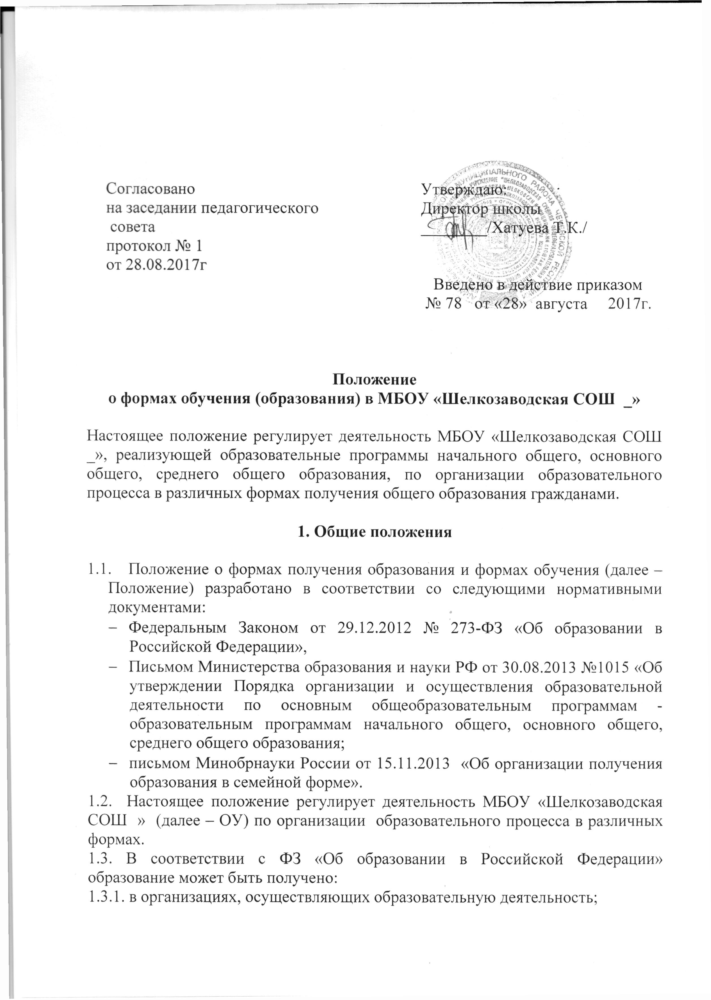 Согласовано
на заседании педагогического
совета
протокол № 1
от 28.08.2017г
Утверждаю:
Директор школы
/Хатуева Т.К./
Введено в действие приказом
№ 78 от «28» августа 2017г.
МУНИЦИПАЛЬНОГО РАЙОНА ЧЕЧЕНСКОЙ
Положение
о формах обучения (образования) в МБОУ «Шелкозаводская СОШ _»
Настоящее положение регулирует деятельность МБОУ «Шелкозаводская СОШ
_», реализующей образовательные программы начального общего, основного
общего, среднего общего образования, по организации образовательного
процесса в различных формах получения общего образования гражданами.
1. Общие положения
1.1. Положение о формах получения образования и формах обучения (далее –
Положение) разработано в соответствии со следующими нормативными
документами:
– Федеральным Законом от 29.12.2012 № 273-ФЗ «Об образовании в
Российской Федерации»,
– Письмом Министерства образования и науки РФ от 30.08.2013 №1015 «Об
утверждении Порядка организации и осуществления образовательной
деятельности по основным общеобразовательным программам -
образовательным программам начального общего, основного общего,
среднего общего образования;
– письмом Минобрнауки России от 15.11.2013 «Об организации получения
образования в семейной форме».
1.2. Настоящее положение регулирует деятельность МБОУ «Шелкозаводская
СОШ » (далее – ОУ) по организации образовательного процесса в различных
формах.
1.3. В соответствии с ФЗ «Об образовании в Российской Федерации»
образование может быть получено:
1.3.1. в организациях, осуществляющих образовательную деятельность;